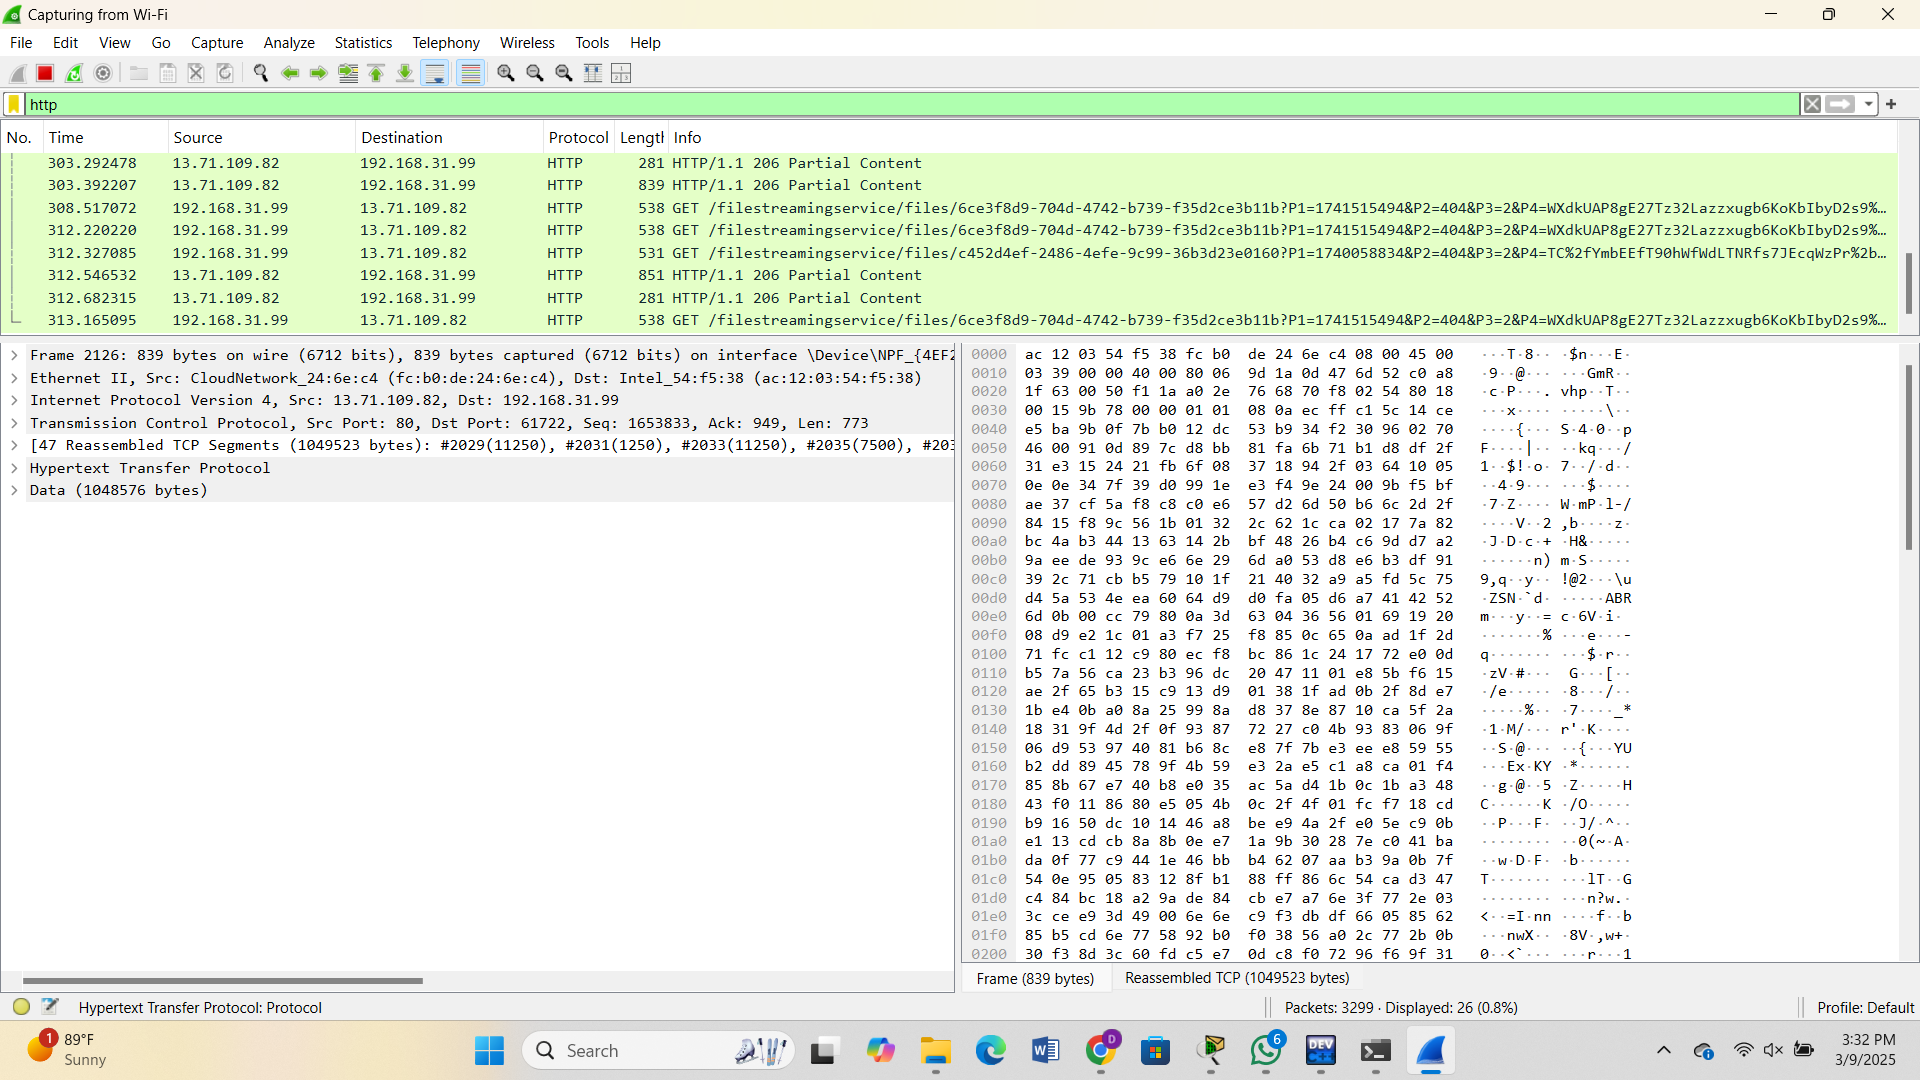 Capturing from Wi-Fi
File Edit View Go Capture Analyze Statistics Telephony Wireless Tools Help
http
No. Time Source Destination Protocol Length Info
303.292478 13.71.109.82 192.168.31.99 HTTP 281 HTTP/1.1 206 Partial Content
303.392207 13.71.109.82 192.168.31.99 HTTP 839 HTTP/1.1 206 Partial Content
308.517072 192.168.31.99 13.71.109.82 HTTP 538 GET /filestreamingservice/files/6ce3f8d9-704d-4742-b739-f35d2ce3b11b?P1=1741515494&P2=404&P3=2&P4=WXdkUAP8gE27Tz32Lazzxugb6KoKbIbyD2s9%…
312.220220 192.168.31.99 13.71.109.82 HTTP 538 GET /filestreamingservice/files/6ce3f8d9-704d-4742-b739-f35d2ce3b11b?P1=1741515494&P2=404&P3=2&P4=WXdkUAP8gE27Tz32Lazzxugb6KoKbIbyD2s9%…
312.327085 192.168.31.99 13.71.109.82 HTTP 531 GET /filestreamingservice/files/c452d4ef-2486-4efe-9c99-36b3d23e0160?P1=1740058834&P2=404&P3=2&P4=TC%2fYmbEEfT90hWfWdLTNRfs7JEcqWzPr%2b…
312.546532 13.71.109.82 192.168.31.99 HTTP 851 HTTP/1.1 206 Partial Content
312.682315 13.71.109.82 192.168.31.99 HTTP 281 HTTP/1.1 206 Partial Content
313.165095 192.168.31.99 13.71.109.82 HTTP 538 GET /filestreamingservice/files/6ce3f8d9-704d-4742-b739-f35d2ce3b11b?P1=1741515494&P2=404&P3=2&P4=WXdkUAP8gE27Tz32Lazzxugb6KoKbIbyD2s9%…
Frame 2126: 839 bytes on wire (6712 bits), 839 bytes captured (6712 bits) on interface \Device\NPF_{4EF2
Ethernet II, Src: CloudNetwork_24:6e:c4 (fc:b0:de:24:6e:c4), Dst: Intel_54:f5:38 (ac:12:03:54:f5:38)
Internet Protocol Version 4, Src: 13.71.109.82, Dst: 192.168.31.99
Transmission Control Protocol, Src Port: 80, Dst Port: 61722, Seq: 1653833, Ack: 949, Len: 773
[47 Reassembled TCP Segments (1049523 bytes): #2029(11250), #2031(1250), #2033(11250), #2035(7500), #203
Hypertext Transfer Protocol
Data (1048576 bytes)
0000 ac 12 03 54 f5 38 fc b0 de 24 6e c4 08 00 45 00 ···T·8·· ·$n···E·
0010 03 39 00 00 40 00 80 06 9d 1a 0d 47 6d 52 c0 a8 ·9··@··· ···GmR··
0020 1f 63 00 50 f1 1a a0 2e 76 68 70 f8 02 54 80 18 ·c·P···. vhp··T··
0030 00 15 9b 78 00 00 01 01 08 0a ec ff c1 5c 14 ce ···x···· ·····\··
0040 e5 ba 9b 0f 7b b0 12 dc 53 b9 34 f2 30 96 02 70 ····{··· S·4·0··p
0050 46 00 91 0d 89 7c d8 bb 81 fa 6b 71 b1 d8 df 2f F····|·· ··kq···/
0060 31 e3 15 24 21 fb 6f 08 37 18 94 2f 03 64 10 05 1··$!·o· 7··/·d··
0070 0e 0e 34 7f 39 d0 99 1e e3 f4 9e 24 00 9b f5 bf ··4·9··· ···$····
0080 ae 37 cf 5a f8 c8 c0 e6 57 d2 6d 50 b6 6c 2d 2f ·7·Z···· W·mP·l-/
0090 84 15 f8 9c 56 1b 01 32 2c 62 1c ca 02 17 7a 82 ····V··2 ,b····z·
00a0 bc 4a b3 44 13 63 14 2b bf 48 26 b4 c6 9d d7 a2 ·J·D·c·+ ·H&·····
00b0 9a ee de 93 9c e6 6e 29 6d a0 53 d8 e6 b3 df 91 ······n) m·S·····
00c0 39 2c 71 cb b5 79 10 1f 21 40 32 a9 a5 fd 5c 75 9,q··y·· !@2···\u
00d0 d4 5a 53 4e ea 60 64 d9 d0 fa 05 d6 a7 41 42 52 ·ZSN·`d· ·····ABR
00e0 6d 0b 00 cc 79 80 0a 3d 63 04 36 56 01 69 19 20 m···y··= c·6V·i·
00f0 08 d9 e2 1c 01 a3 f7 25 f8 85 0c 65 0a ad 1f 2d ·······% ···e···-
0100 71 fc c1 12 c9 80 ec f8 bc 86 1c 24 17 72 e0 0d q······· ···$·r··
0110 b5 7a 56 ca 23 b3 96 dc 20 47 11 01 e8 5b f6 15 ·zV·#··· G···[··
0120 ae 2f 65 b3 15 c9 13 d9 01 38 1f ad 0b 2f 8d e7 ·/e····· ·8···/··
0130 1b e4 0b a0 8a 25 99 8a d8 37 8e 87 10 ca 5f 2a ·····%·· ·7····_*
0140 18 31 9f 4d 2f 0f 93 87 72 27 c0 4b 93 83 06 9f ·1·M/··· r'·K····
0150 06 d9 53 97 40 81 b6 8c e8 7f 7b e3 ee e8 59 55 ··S·@··· ··{···YU
0160 b2 dd 89 45 78 9f 4b 59 e3 2a e5 c1 a8 ca 01 f4 ···Ex·KY ·*······
0170 85 8b 67 e7 40 b8 e0 35 ac 5a d4 1b 0c 1b a3 48 ··g·@··5 ·Z·····H
0180 43 f0 11 86 80 e5 05 4b 0c 2f 4f 01 fc f7 18 cd C······K ·/O·····
0190 b9 16 50 dc 10 14 46 a8 be e9 4a 2f e0 5e c9 0b ··P···F· ··J/·^··
01a0 e1 13 cd cb 8a 8b 0e e7 1a 9b 30 28 7e c0 41 ba ········ ··0(~·A·
01b0 da 0f 77 c9 44 1e 46 bb b4 62 07 aa b3 9a 0b 7f ··w·D·F· ·b······
01c0 54 0e 95 05 83 12 8f b1 88 ff 86 6c 54 ca d3 47 T······· ···lT··G
01d0 c4 84 bc 18 a2 9a de 84 cb e7 a7 6e 3f 77 2e 03 ········ ···n?w.·
01e0 3c ce e9 3d 49 00 6e 6e c9 f3 db df 66 05 85 62 <··=I·nn ····f··b
01f0 85 b5 cd 6e 77 58 92 b0 f0 38 56 a0 2c 77 2b 0b ···nwX·· ·8V·,w+·
0200 30 f3 8d 3c 60 fd c5 e7 0d c8 f0 72 96 f6 9f 31 0··<`··· ···r···1
Frame (839 bytes) Reassembled TCP (1049523 bytes)
Hypertext Transfer Protocol: Protocol Packets: 3299 · Displayed: 26 (0.8%) Profile: Default
1 89°F
Sunny
Search
D
6
DEV
3:32 PM
3/9/2025